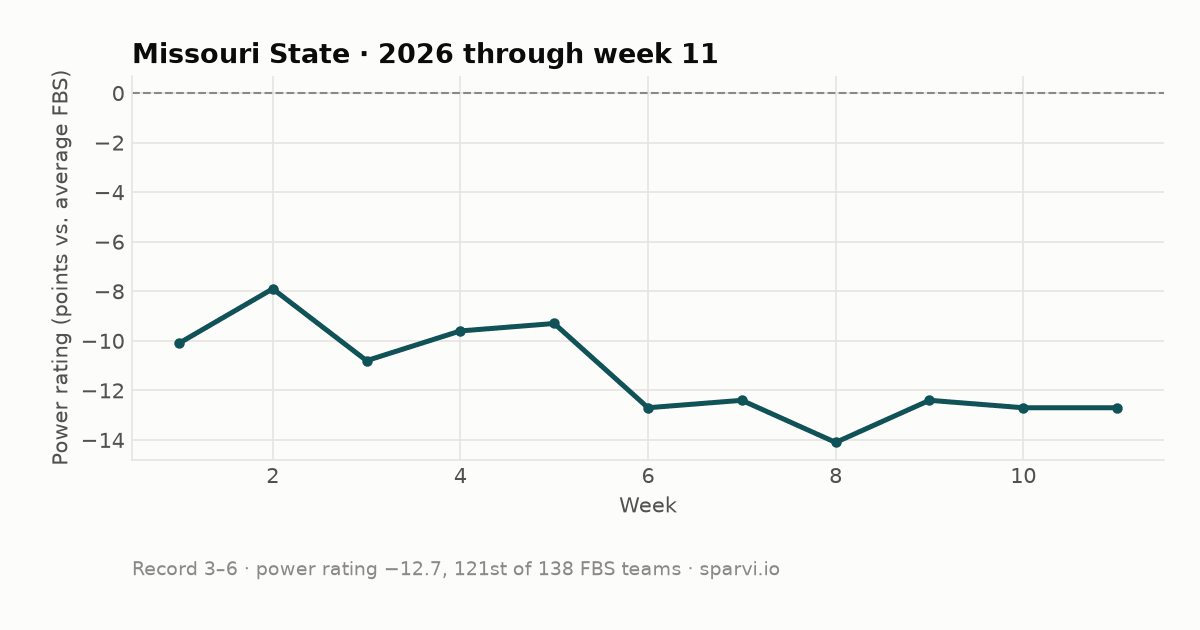 Missouri State · 2026 through week 11
Power rating (points vs. average FBS)
0
−2
−4
−6
−8
−10
−12
−14
2 4 6 8 10
Week
Record 3–6 · power rating −12.7, 121st of 138 FBS teams · sparvi.io